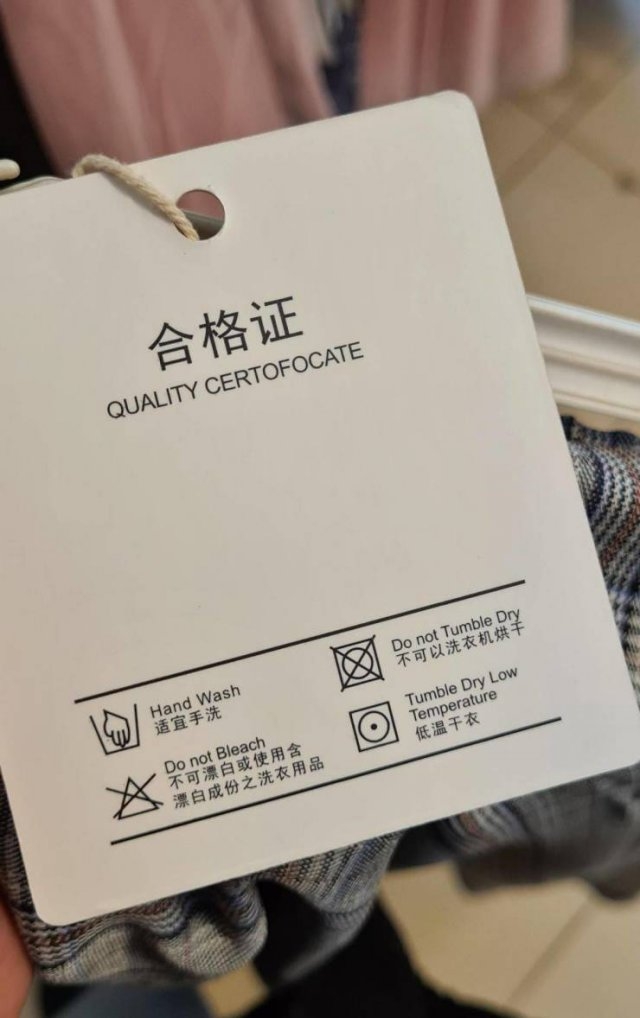 合格证
QUALITY CERTOFOCATE
Hand Wash
适宜手洗
Do not Bleach
不可漂白或使用含
漂白成份之洗衣用品
Do not Tumble Dry
不可以洗衣机烘干
Tumble Dry Low
Temperature
低温干衣